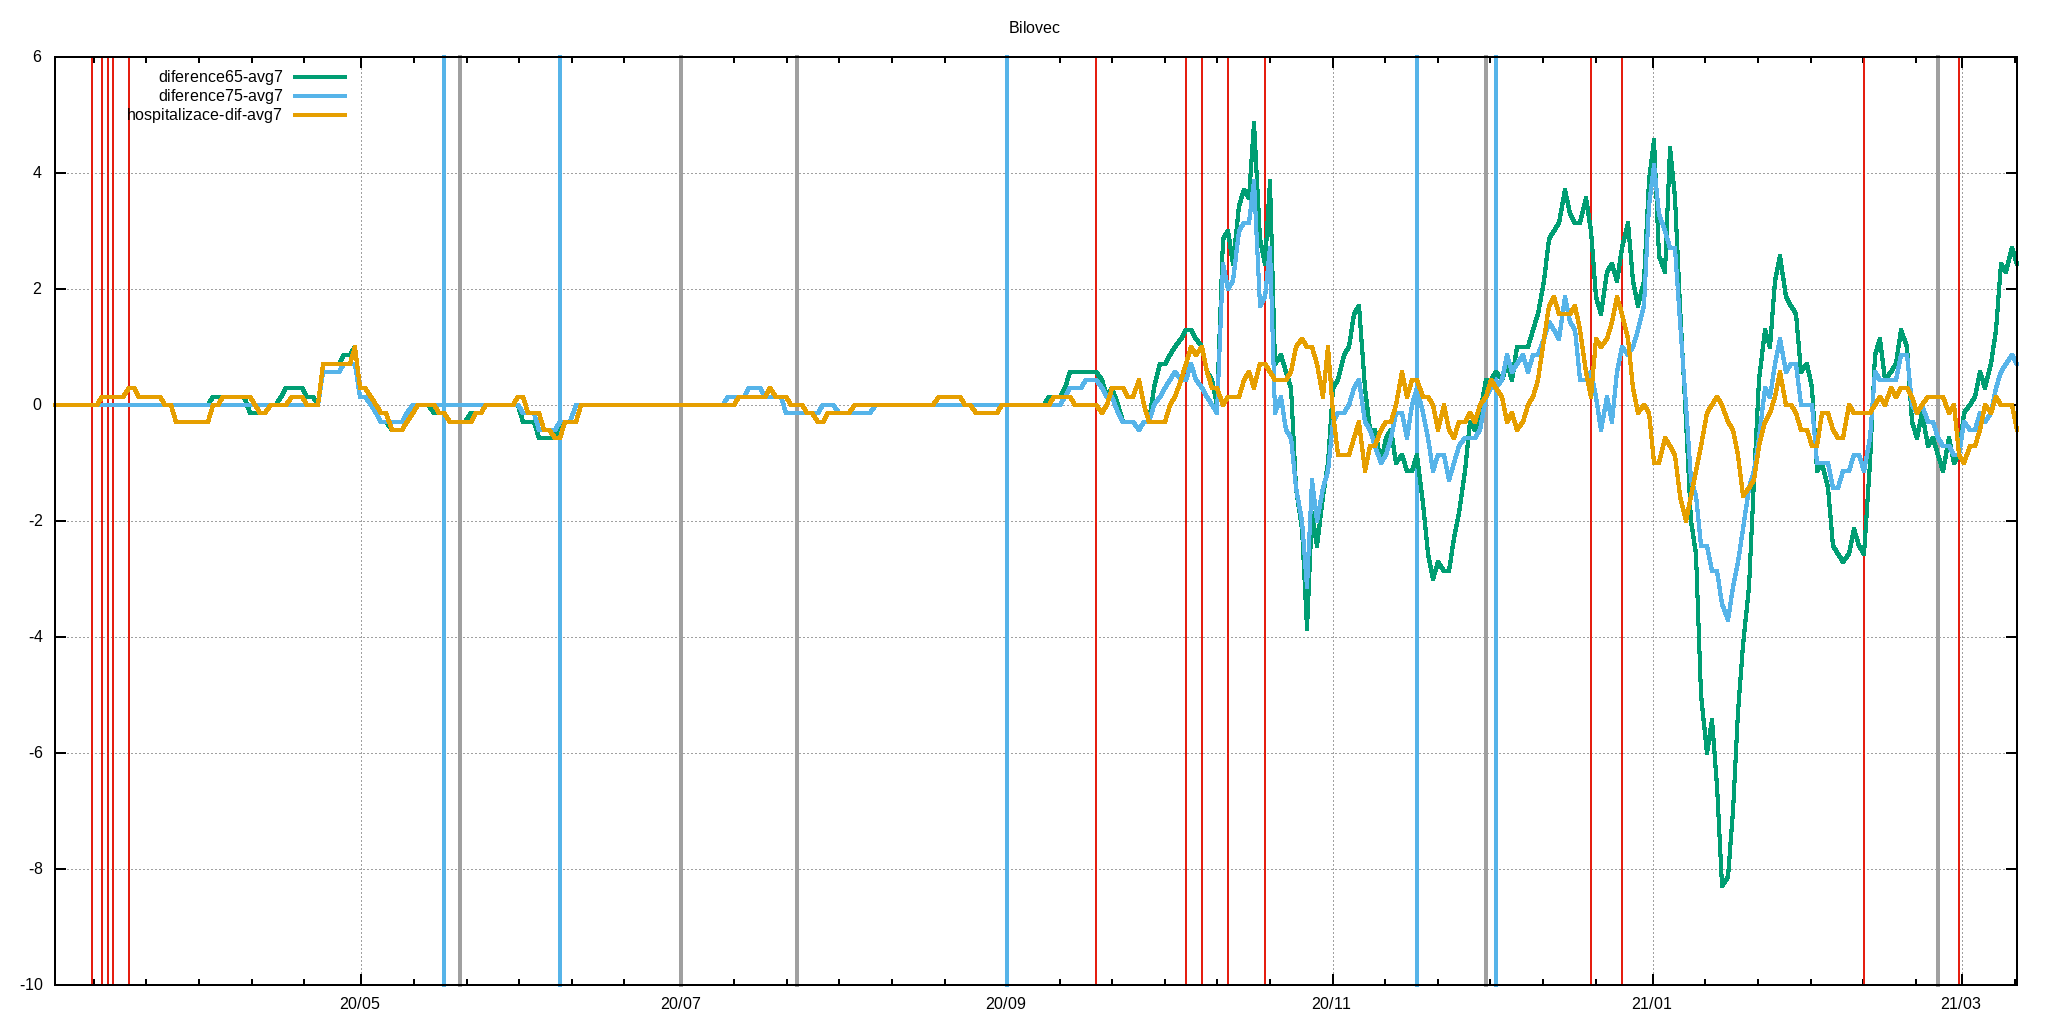 Bilovec
diference65-avg7
diference75-avg7
hospitalizace-dif-avg7
6
4
2
0
-2
-4
-6
-8
-10
20/05 20/07 20/09 20/11 21/01 21/03